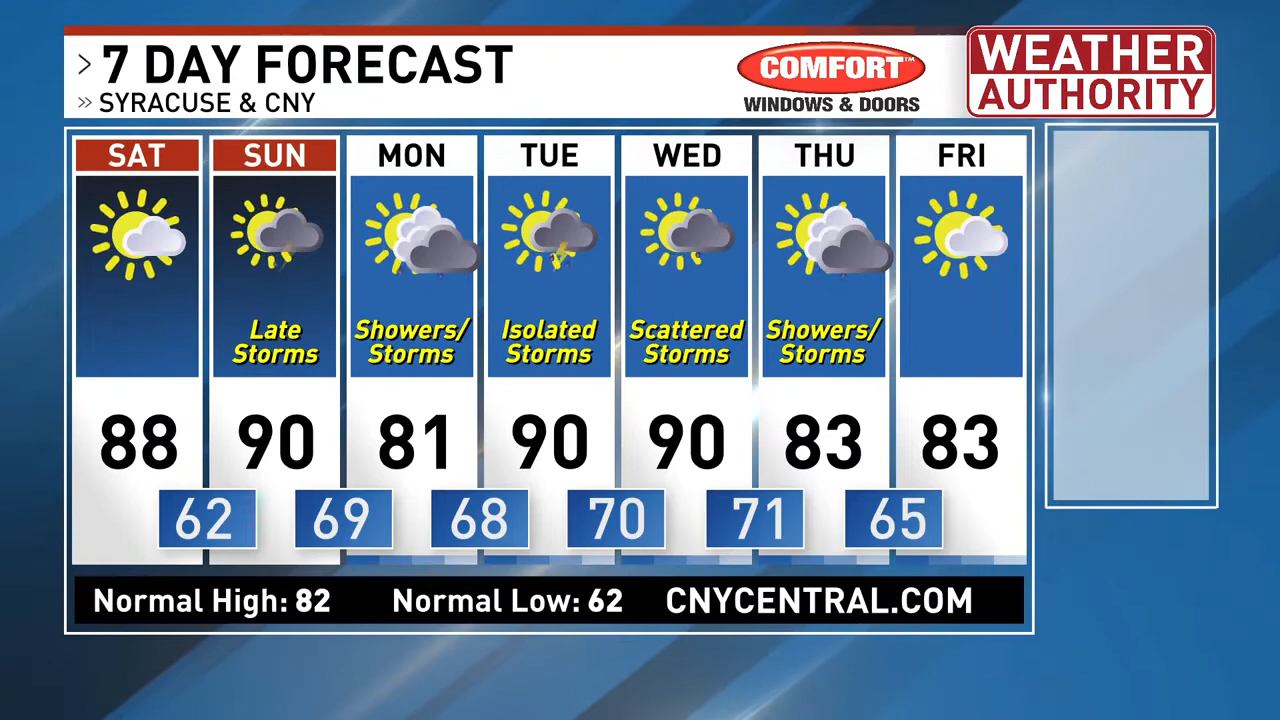 > 7 DAY FORECAST
» SYRACUSE & CNY
COMFORT™
WINDOWS & DOORS
WEATHER
AUTHORITY
SAT SUN MON TUE WED THU FRI
Late Storms
Showers/ Storms
Isolated Storms
Scattered Storms
Showers/ Storms
88 90 81 90 90 83 83
62 69 68 70 71 65
Normal High: 82 Normal Low: 62 CNYCENTRAL.COM